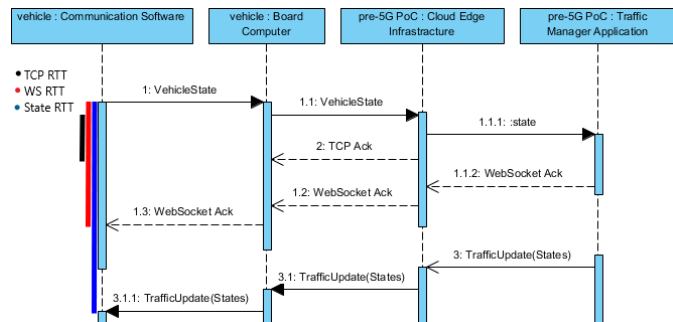 vehicle : Communication Software
vehicle : Board
Computer
pre-5G PoC : Cloud Edge
Infrastracture
pre-5G PoC : Traffic
Manager Application
TCP RTT
WS RTT
State RTT
1: VehicleState
1.1: VehicleState
1.1.1: :state
2: TCP Ack
1.1.2: WebSocket Ack
1.2: WebSocket Ack
1.3: WebSocket Ack
3: TrafficUpdate(States)
3.1: TrafficUpdate(States)
3.1.1: TrafficUpdate(States)